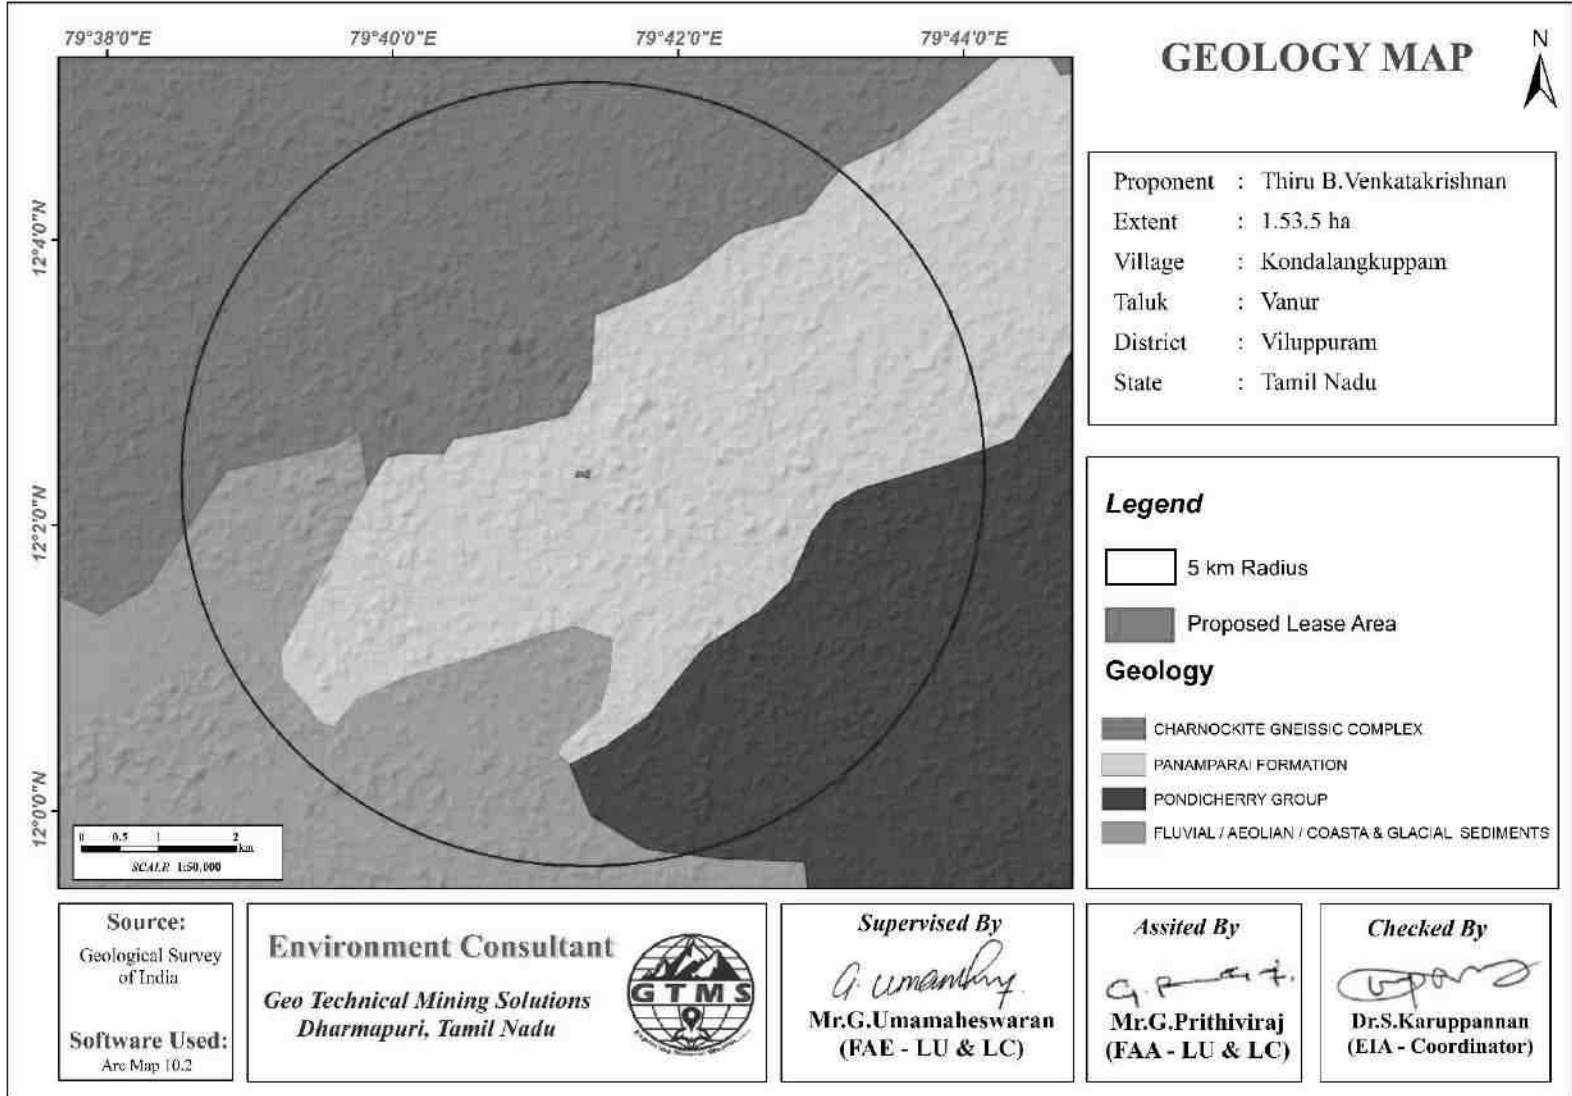 79°38'0"E 79°40'0"E 79°42'0"E 79°44'0"E
12°4'0"N
12°2'0"N
12°0'0"N
0 0.5 1 2
km
SCALE 1:50,000
GEOLOGY MAP
N
Proponent : Thiru B.Venkatakrishnan
Extent : 1.53.5 ha
Village : Kondalangkuppam
Taluk : Vanur
District : Viluppuram
State : Tamil Nadu
Legend
5 km Radius
Proposed Lease Area
Geology
CHARNOCKITE GNEISSIC COMPLEX
PANAMPARAI FORMATION
PONDICHERRY GROUP
FLUVIAL / AEOLIAN / COASTA & GLACIAL SEDIMENTS
Source:
Geological Survey
of India
Software Used:
Arc Map 10.2
Environment Consultant
Geo Technical Mining Solutions
Dharmapuri, Tamil Nadu
GTMS
Supervised By
G. Umamhy
Mr.G.Umamaheswaran
(FAE - LU & LC)
Assited By
Mr.G.Prithiviraj
(FAA - LU & LC)
Checked By
Dr.S.Karuppannan
(EIA - Coordinator)